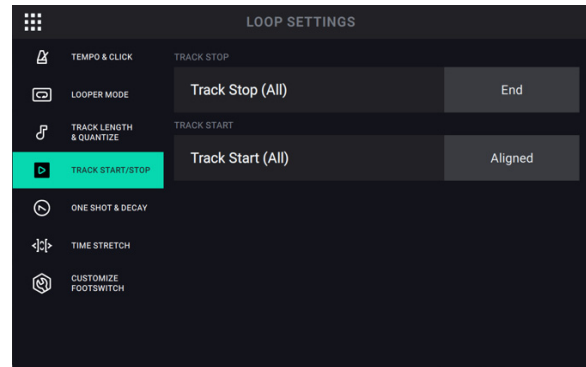 LOOP SETTINGS
TEMPO & CLICK
LOOPER MODE
TRACK LENGTH
& QUANTIZE
TRACK START/STOP
ONE SHOT & DECAY
TIME STRETCH
CUSTOMIZE
FOOTSWITCH
TRACK STOP
Track Stop (All)
End
TRACK START
Track Start (All)
Aligned